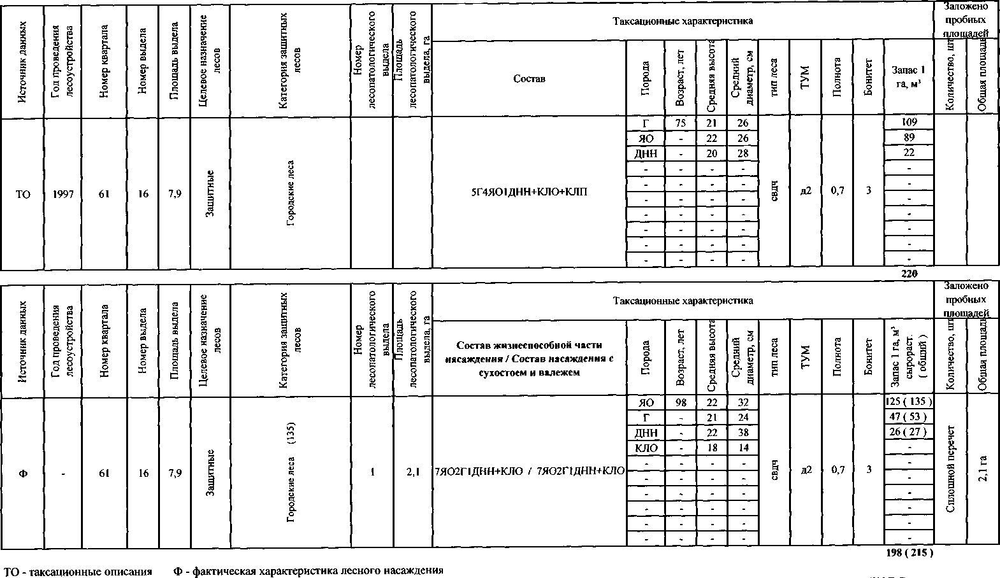 Источник данных
Год проведения лесоустройства
Номер квартала
Номер выдела
Площадь выдела
Целевое назначение лесов
Категория защитных лесов
Номер лесопатологического выдела
Площадь лесопатологического выдела, га
Таксационные характеристика
Заложено пробных площадей
Состав
Порода
Возраст, лет
Средняя высота
Средний диаметр, см
тип леса
ТУМ
Полнота
Бонитет
Запас 1 га, м³
Количество, шт
Общая площадь
ТО 1997 61 16 7,9 Защитные Городские леса 5Г4ЯО1ДНН+КЛО+КЛП свдч д2 0,7 3
Г 75 21 26 109
ЯО - 22 26 89
ДНН - 20 28 22
- - - - -
- - - - -
- - - - -
- - - - -
- - - - -
- - - - -
- - - - -
220
Источник данных
Год проведения лесоустройства
Номер квартала
Номер выдела
Площадь выдела
Целевое назначение лесов
Категория защитных лесов
Номер лесопатологического выдела
Площадь лесопатологического выдела, га
Таксационные характеристика
Заложено пробных площадей
Состав жизнеспособной части
насаждения / Состав насаждения с
сухостоем и валежем
Порода
Возраст, лет
Средняя высота
Средний диаметр, см
тип леса
ТУМ
Полнота
Бонитет
Запас 1 га, м³ сырораст. ( общий )
Количество, шт
Общая площадь
Ф - 61 16 7,9 Защитные Городские леса (135) 1 2,1 7ЯО2Г1ДНН+КЛО / 7ЯО2Г1ДНН+КЛО свдч д2 0,7 3 Сплошной перечет 2,1 га
ЯО 98 22 32 125 ( 135 )
Г - 21 24 47 ( 53 )
ДНН - 22 38 26 ( 27 )
КЛО - 18 14 -
- - - - -
- - - - -
- - - - -
- - - - -
- - - - -
- - - - -
198 ( 215 )
ТО - таксационные описания Ф - фактическая характеристика лесного насаждения